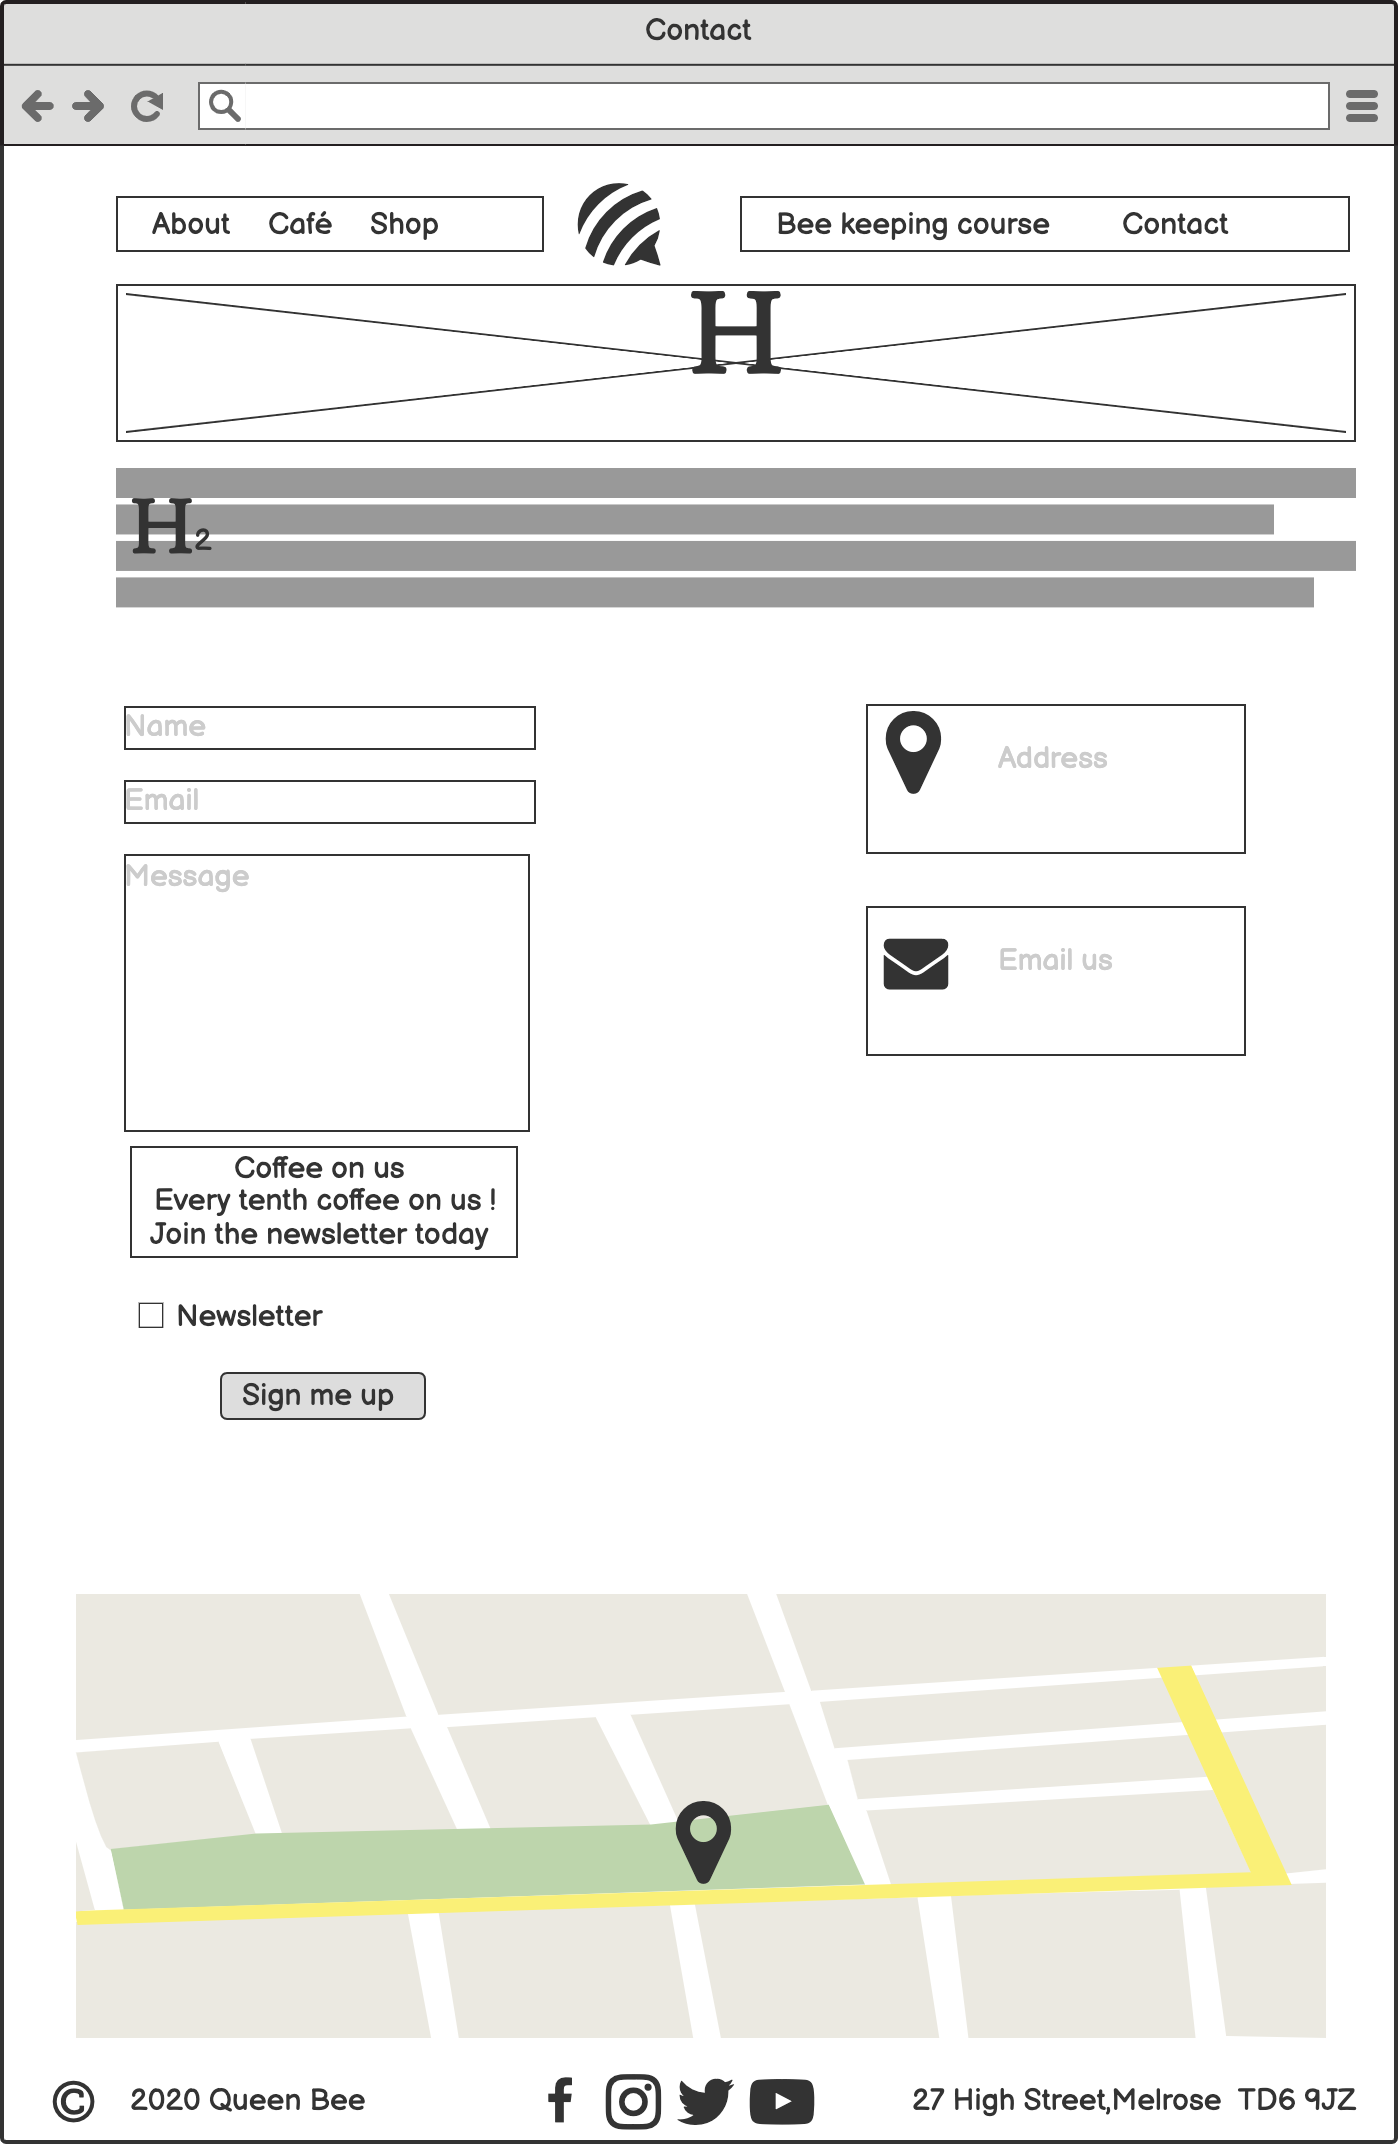 Contact
About Café Shop
Bee keeping course Contact
H
H2
Name
Email
Message
Address
Email us
Coffee on us
Every tenth coffee on us !
Join the newsletter today
Newsletter
Sign me up
© 2020 Queen Bee
27 High Street,Melrose TD6 9JZ